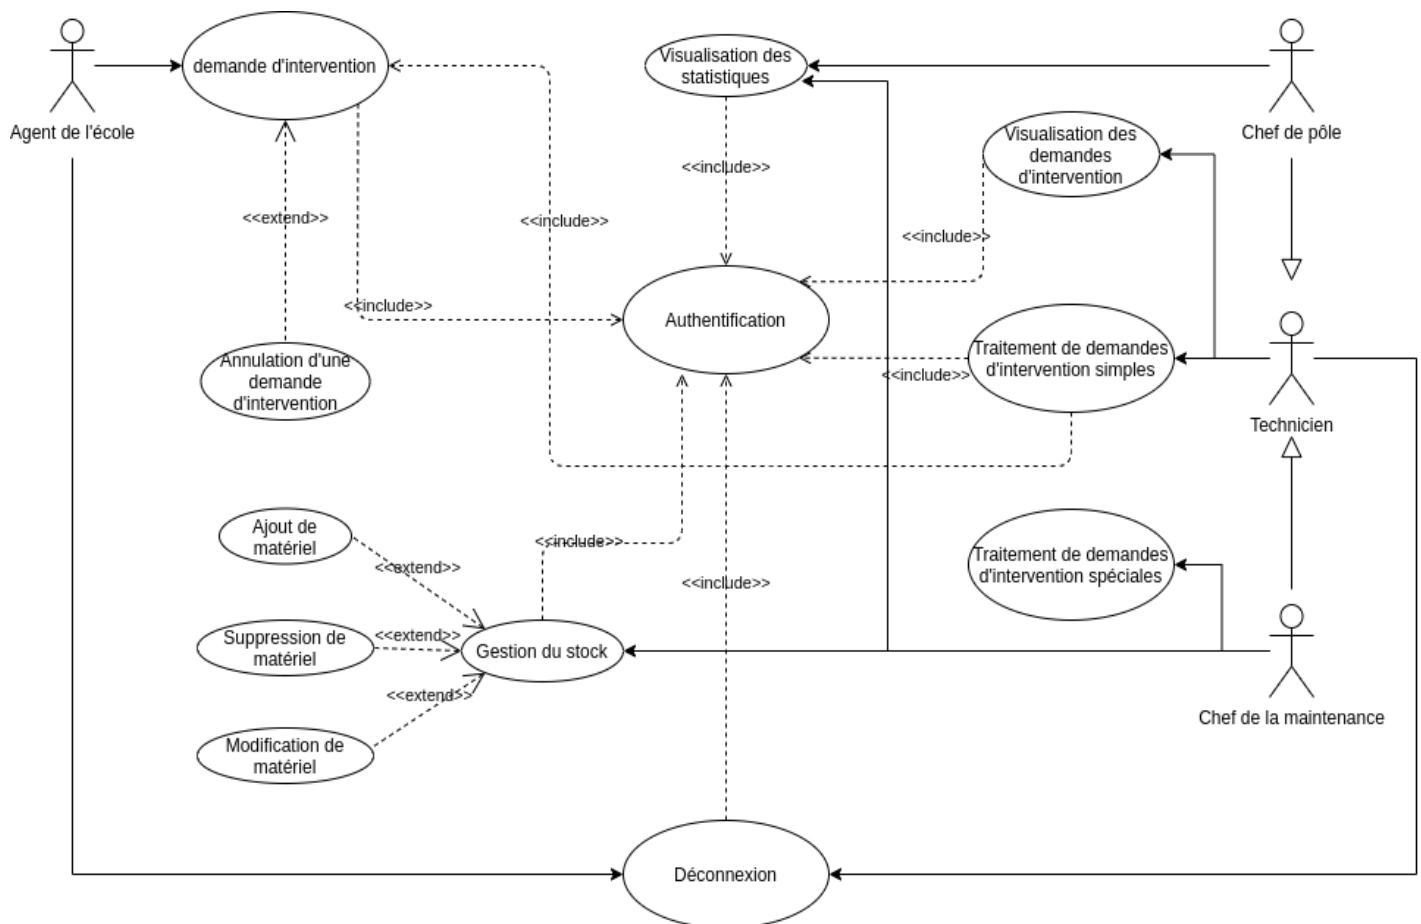 demande d'intervention
Agent de l'école
Visualisation des
statistiques
Chef de pôle
Visualisation des
demandes
d'intervention
<<include>>
<<extend>>
<<include>>
<<include>>
<<include>>
Authentification
Annulation d'une
demande
d'intervention
Traitement de demandes
d'intervention simples
<<include>>
Technicien
Ajout de
matériel
<<extend>>
<<include>>
Traitement de demandes
d'intervention spéciales
<<include>>
Suppression de
matériel
<<extend>>
Gestion du stock
<<extend>>
Chef de la maintenance
Modification de
matériel
Déconnexion